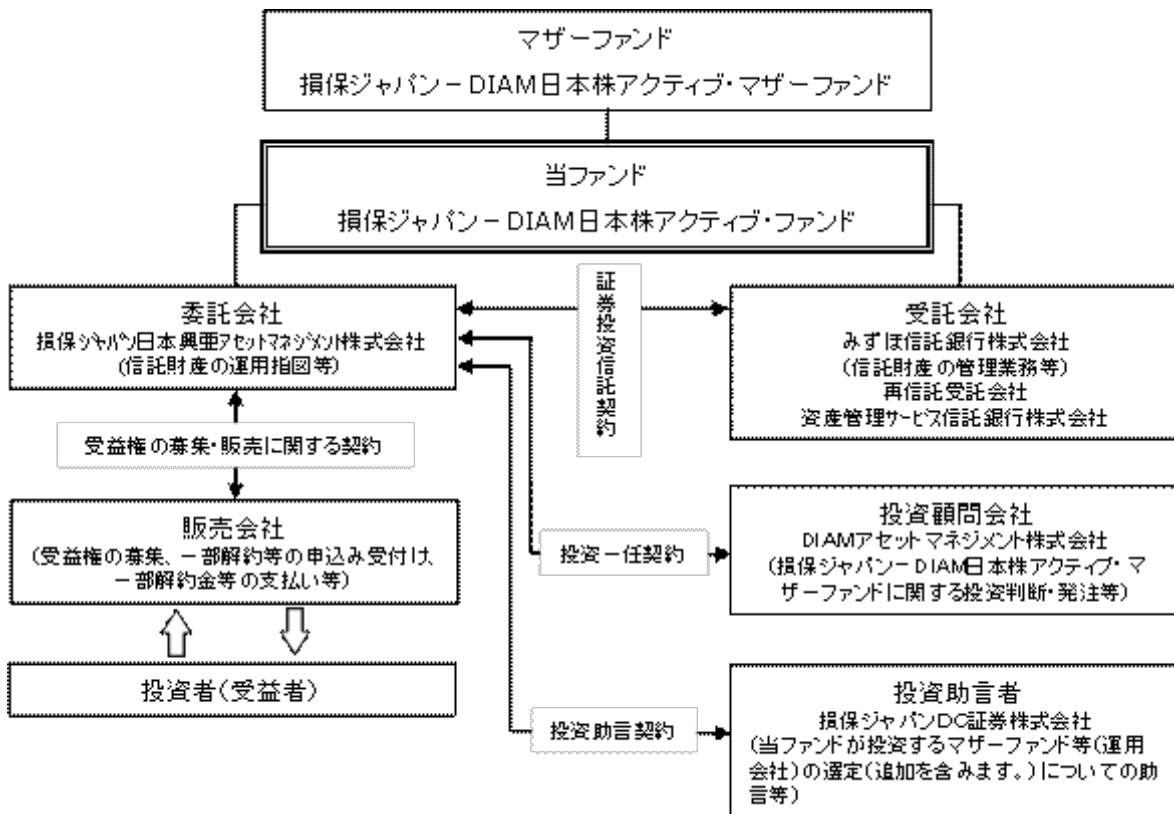 マザーファンド
損保ジャパン－DIAM日本株アクティブ・マザーファンド
当ファンド
損保ジャパン－DIAM日本株アクティブ・ファンド
証券投資信託契約
委託会社
損保ジャパン日本興亜アセットマネジメント株式会社
(信託財産の運用指図等)
受託会社
みずほ信託銀行株式会社
(信託財産の管理業務等)
再信託受託会社
資産管理サービス信託銀行株式会社
受益権の募集・販売に関する契約
販売会社
(受益権の募集、一部解約等の申込み受付け、
一部解約金等の支払い等)
投資一任契約
投資顧問会社
DIAMアセットマネジメント株式会社
(損保ジャパン－DIAM日本株アクティブ・マ
ザーファンドに関する投資判断・発注等)
投資者(受益者)
投資助言契約
投資助言者
損保ジャパンDC証券株式会社
(当ファンドが投資するマザーファンド等(運用
会社)の選定(追加を含みます。)についての助
言等)